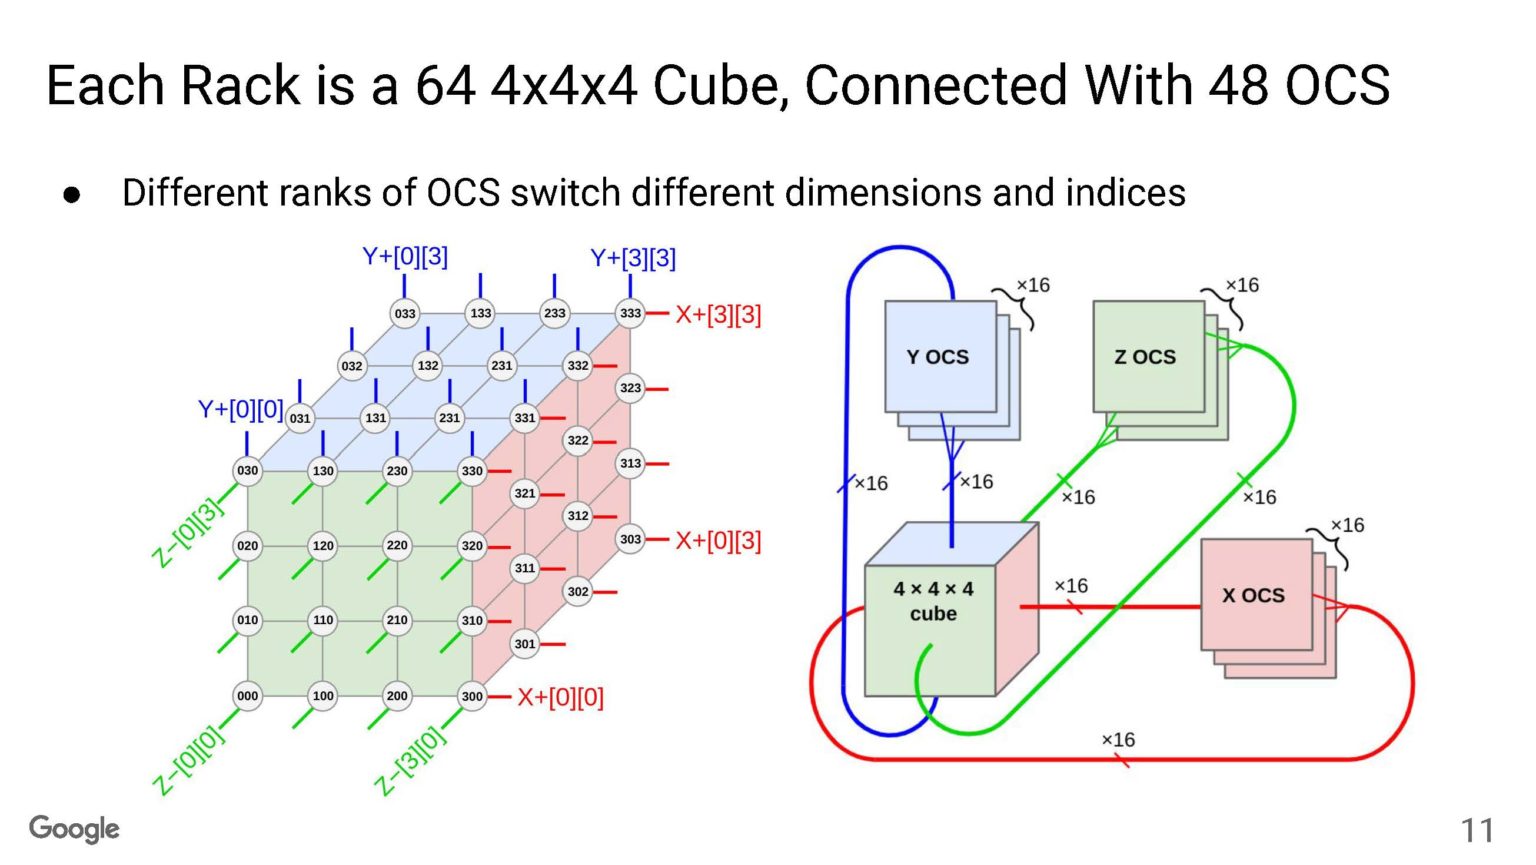 Each Rack is a 64 4x4x4 Cube, Connected With 48 OCS
● Different ranks of OCS switch different dimensions and indices
Y+[0][3]
Y+[3][3]
033
133
233
333
X+[3][3]
032
132
231
332
323
Y+[0][0]
031
131
231
331
322
313
030
130
230
330
321
312
303
X+[0][3]
Z−[0][3]
020
120
220
320
311
302
010
110
210
310
301
000
100
200
300
X+[0][0]
Z−[0][0]
Z−[3][0]
×16
×16
Y OCS
Z OCS
×16
×16
×16
×16
×16
4 × 4 × 4
cube
×16
X OCS
×16
Google
11